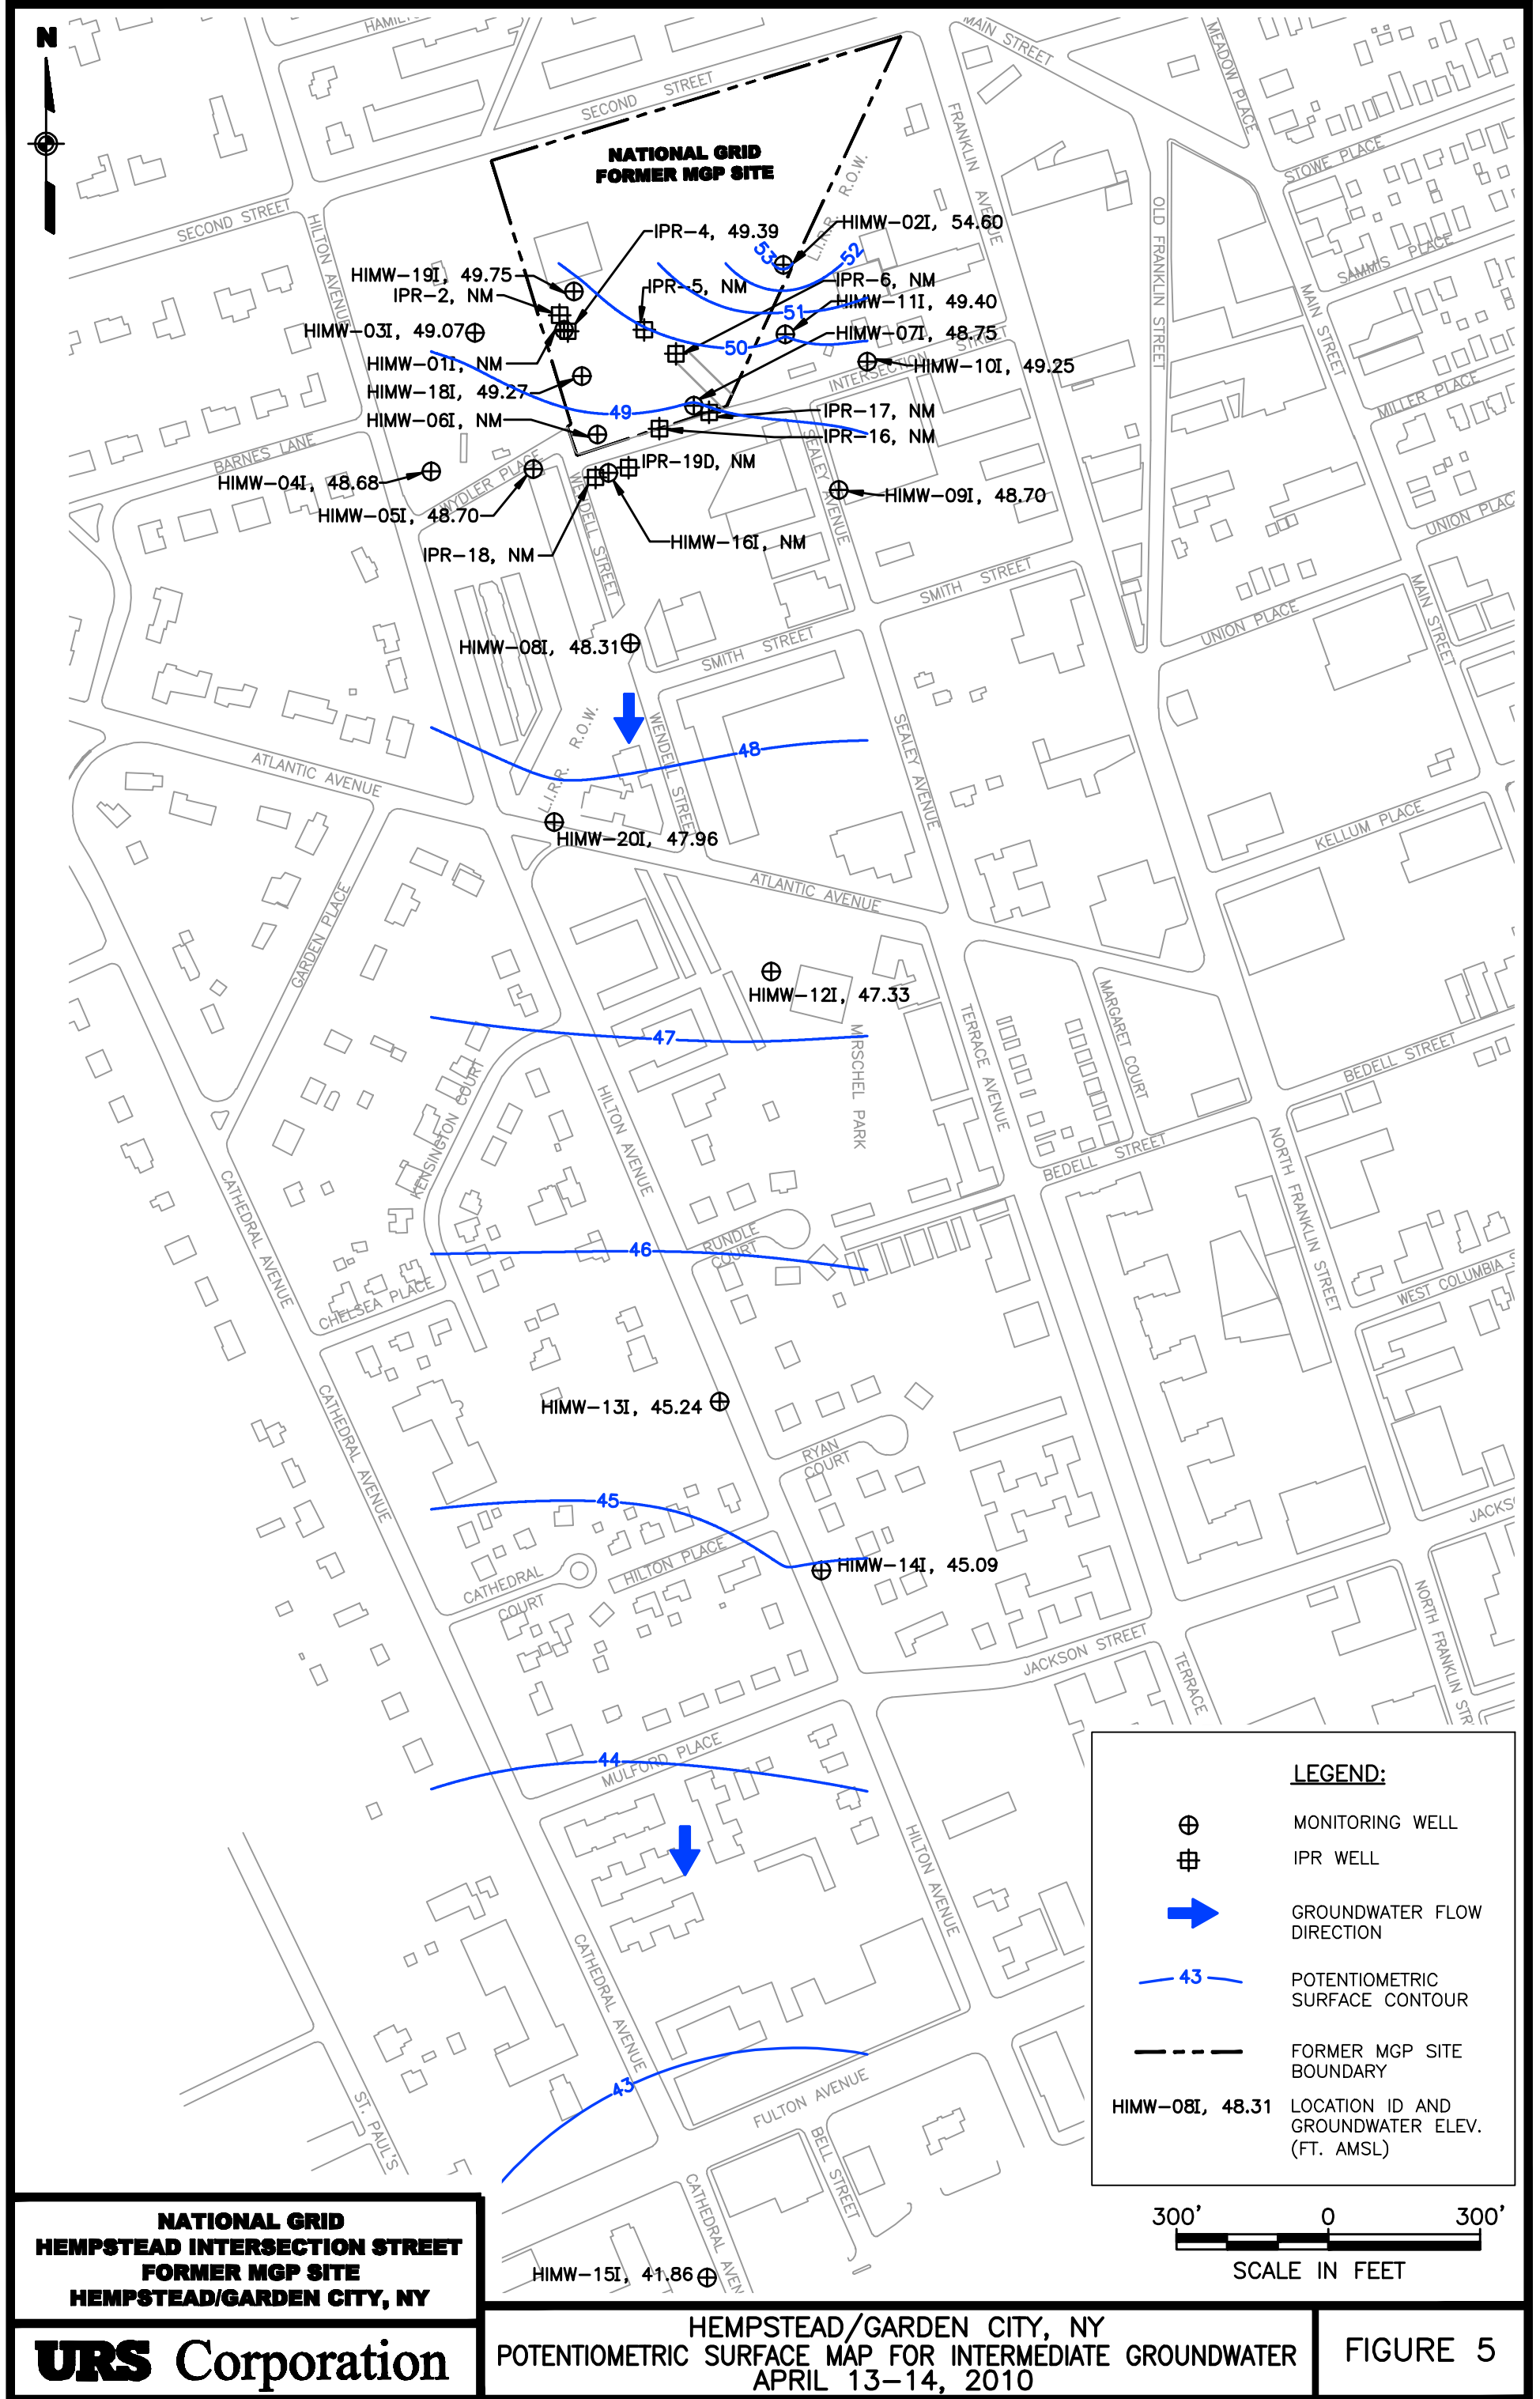 N
HAMIL
MAIN STREET
MEADOW PLACE
SECOND STREET
NATIONAL GRID
FORMER MGP SITE
FRANKLIN AVENUE
STOWE PLACE
L.I.R.R. R.O.W.
OLD FRANKLIN STREET
SECOND STREET
HILTON AVENUE
SAMMIS PLACE
IPR-4, 49.39
HIMW-02I, 54.60
53
52
HIMW-19I, 49.75
IPR-2, NM
IPR-5, NM
IPR-6, NM
HIMW-11I, 49.40
51
MAIN STREET
HIMW-03I, 49.07
HIMW-07I, 48.75
50
INTERSECTION STREET
HIMW-01I, NM
HIMW-10I, 49.25
HIMW-18I, 49.27
49
IPR-17, NM
MILLER PLACE
HIMW-06I, NM
IPR-16, NM
BARNES LANE
IPR-19D, NM
HIMW-04I, 48.68
WYDLER PLACE
SEALEY AVENUE
HIMW-09I, 48.70
HIMW-05I, 48.70
WENDELL STREET
UNION PLAC
HIMW-16I, NM
IPR-18, NM
SMITH STREET
MAIN STREET
UNION PLACE
HIMW-08I, 48.31
SMITH STREET
L.I.R.R. R.O.W.
WENDELL STREET
48
SEALEY AVENUE
ATLANTIC AVENUE
HIMW-20I, 47.96
KELLUM PLACE
ATLANTIC AVENUE
GARDEN PLACE
HIMW-12I, 47.33
MARGARET COURT
47
MIRSCHEL PARK
TERRACE AVENUE
BEDELL STREET
KENSINGTON COURT
HILTON AVENUE
BEDELL STREET
NORTH FRANKLIN STREET
CATHEDRAL AVENUE
46
RUNDLE
COURT
CHELSEA PLACE
WEST COLUMBIA S
HIMW-13I, 45.24
CATHEDRAL AVENUE
RYAN
COURT
45
JACKS
HILTON PLACE
HIMW-14I, 45.09
CATHEDRAL
COURT
NORTH FRANKLIN STR
JACKSON STREET
TERRACE
44
MULFORD PLACE
HILTON AVENUE
CATHEDRAL AVENUE
43
FULTON AVENUE
ST. PAUL'S
BELL STREET
CATHEDRAL AVEN
HIMW-15I, 41.86
LEGEND:
MONITORING WELL
IPR WELL
GROUNDWATER FLOW
DIRECTION
43
POTENTIOMETRIC
SURFACE CONTOUR
FORMER MGP SITE
BOUNDARY
HIMW-08I, 48.31
LOCATION ID AND
GROUNDWATER ELEV.
(FT. AMSL)
300' 0 300'
SCALE IN FEET
NATIONAL GRID
HEMPSTEAD INTERSECTION STREET
FORMER MGP SITE
HEMPSTEAD/GARDEN CITY, NY
URS Corporation
HEMPSTEAD/GARDEN CITY, NY
POTENTIOMETRIC SURFACE MAP FOR INTERMEDIATE GROUNDWATER
APRIL 13-14, 2010
FIGURE 5